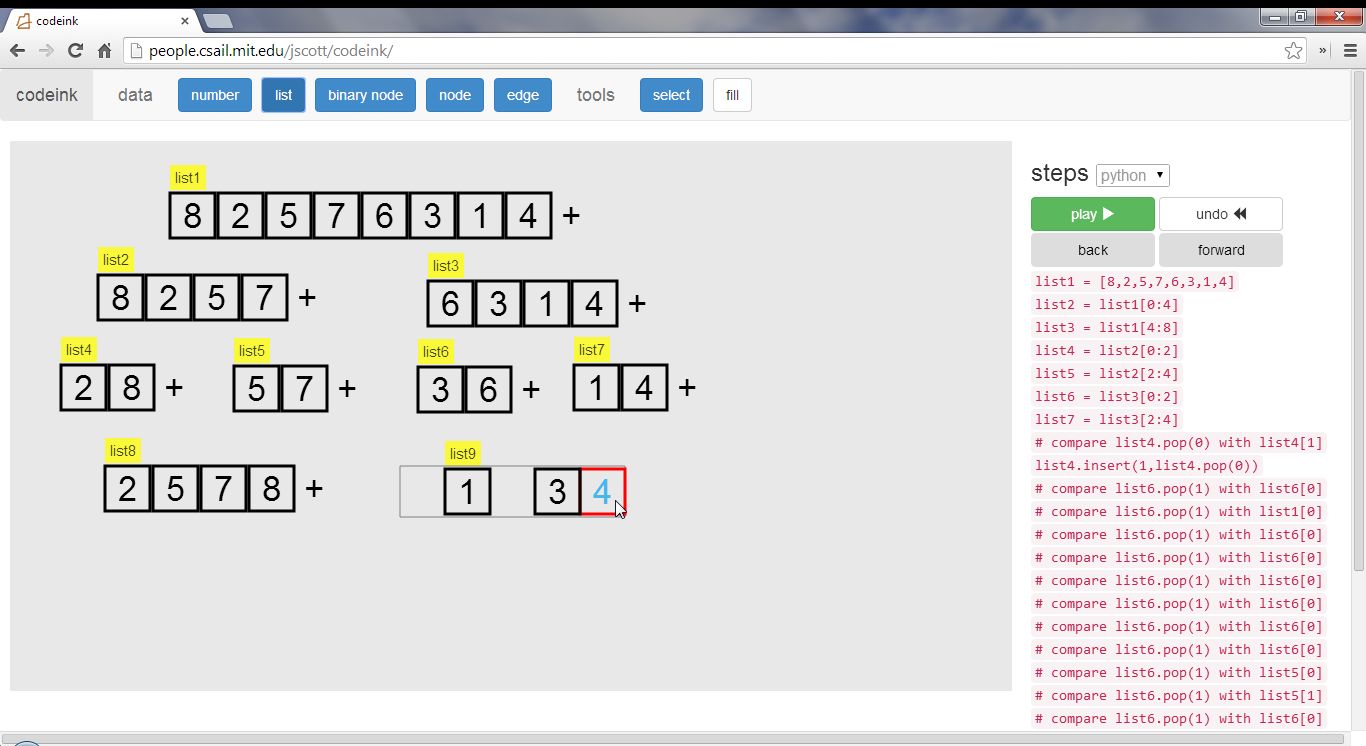 codeink
people.csail.mit.edu/jscott/codeink/
codeink data number list binary node node edge tools select fill
list1
8 2 5 7 6 3 1 4 +
list2
8 2 5 7 +
list3
6 3 1 4 +
list4
2 8 +
list5
5 7 +
list6
3 6 +
list7
1 4 +
list8
2 5 7 8 +
list9
1 3 4
steps python
play undo
back forward
list1 = [8,2,5,7,6,3,1,4]
list2 = list1[0:4]
list3 = list1[4:8]
list4 = list2[0:2]
list5 = list2[2:4]
list6 = list3[0:2]
list7 = list3[2:4]
# compare list4.pop(0) with list4[1]
list4.insert(1,list4.pop(0))
# compare list6.pop(1) with list6[0]
# compare list6.pop(1) with list1[0]
# compare list6.pop(1) with list6[0]
# compare list6.pop(1) with list6[0]
# compare list6.pop(1) with list6[0]
# compare list6.pop(1) with list6[0]
# compare list6.pop(1) with list6[0]
# compare list6.pop(1) with list6[0]
# compare list6.pop(1) with list5[0]
# compare list6.pop(1) with list5[1]
# compare list6.pop(1) with list6[0]